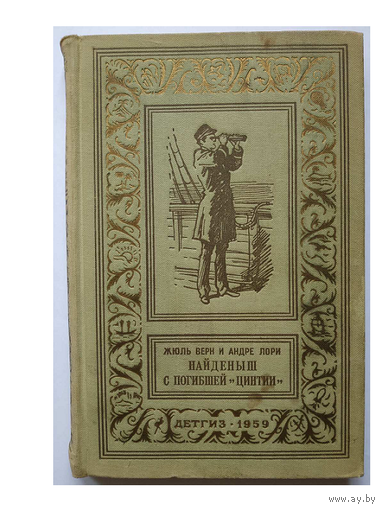 ЖЮЛЬ ВЕРН И АНДРЕ ЛОРИ
НАЙДЕНЫШ
С ПОГИБШЕЙ „ЦИНТИИ"
ДЕТГИЗ · 1959
www.ay.by